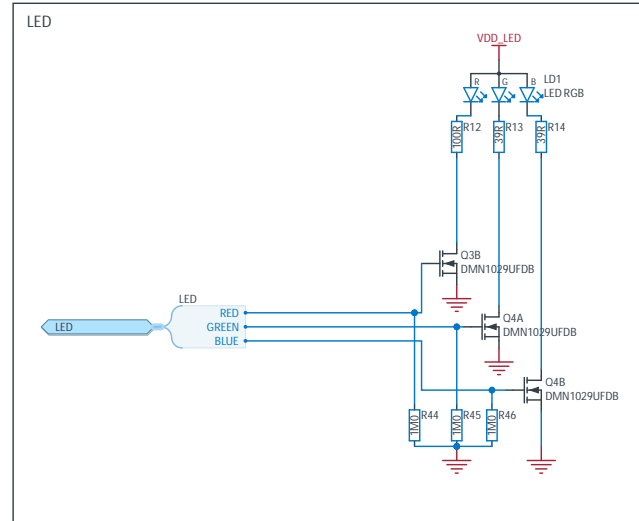 LED
VDD_LED
R G B
LD1
LED RGB
100R R12 39R R13 39R R14
Q3B
DMN1029UFDB
LED
RED
GREEN
BLUE
LED
Q4A
DMN1029UFDB
Q4B
DMN1029UFDB
1M0 R44 1M0 R45 1M0 R46